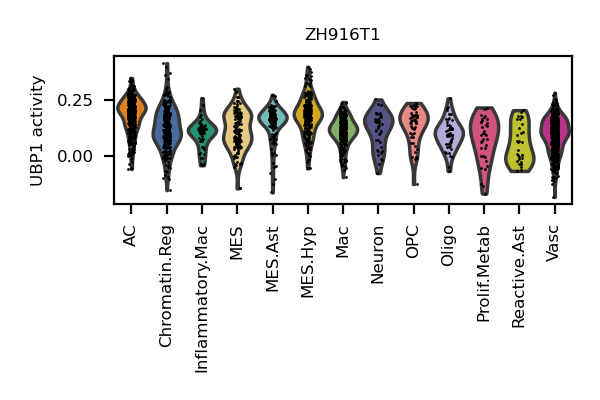 ZH916T1
UBP1 activity
0.25
0.00
AC
Chromatin.Reg
Inflammatory.Mac
MES
MES.Ast
MES.Hyp
Mac
Neuron
OPC
Oligo
Prolif.Metab
Reactive.Ast
Vasc